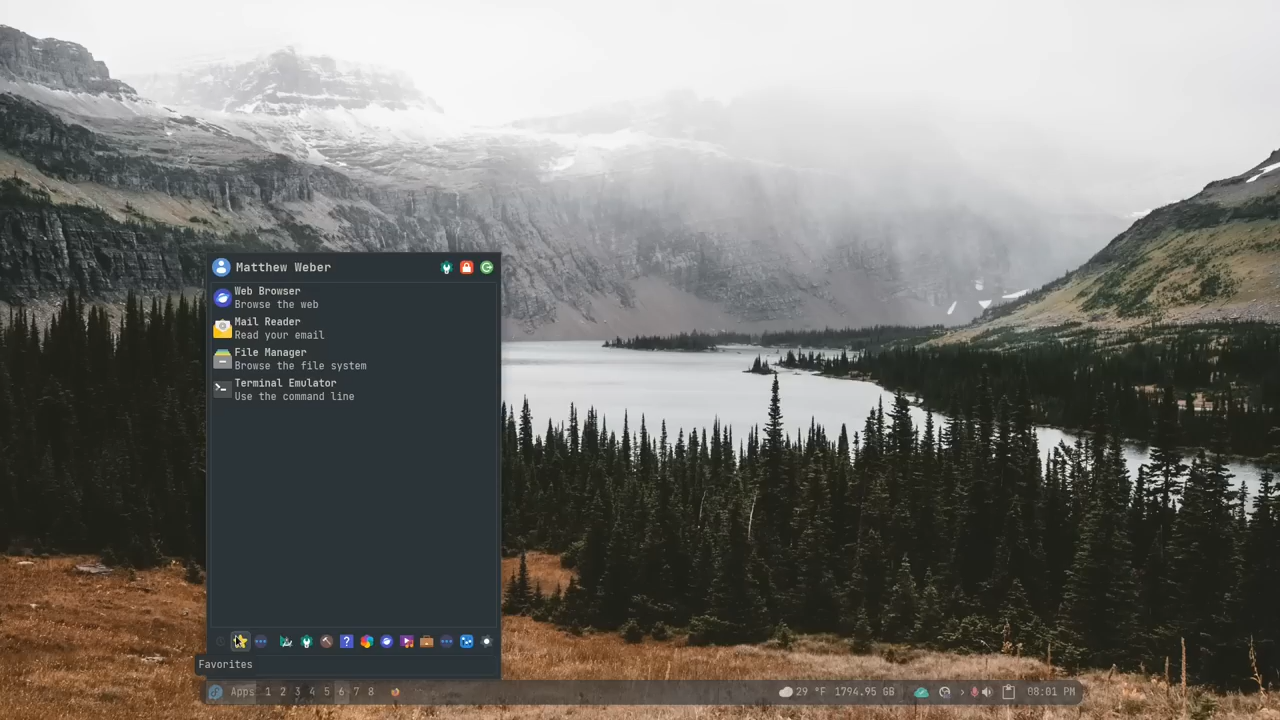 Matthew Weber
Web Browser
Browse the web
Mail Reader
Read your email
File Manager
Browse the file system
Terminal Emulator
Use the command line
Favorites
Apps 1 2 3 4 5 6 7 8 29 °F 1794.95 GB 08:01 PM